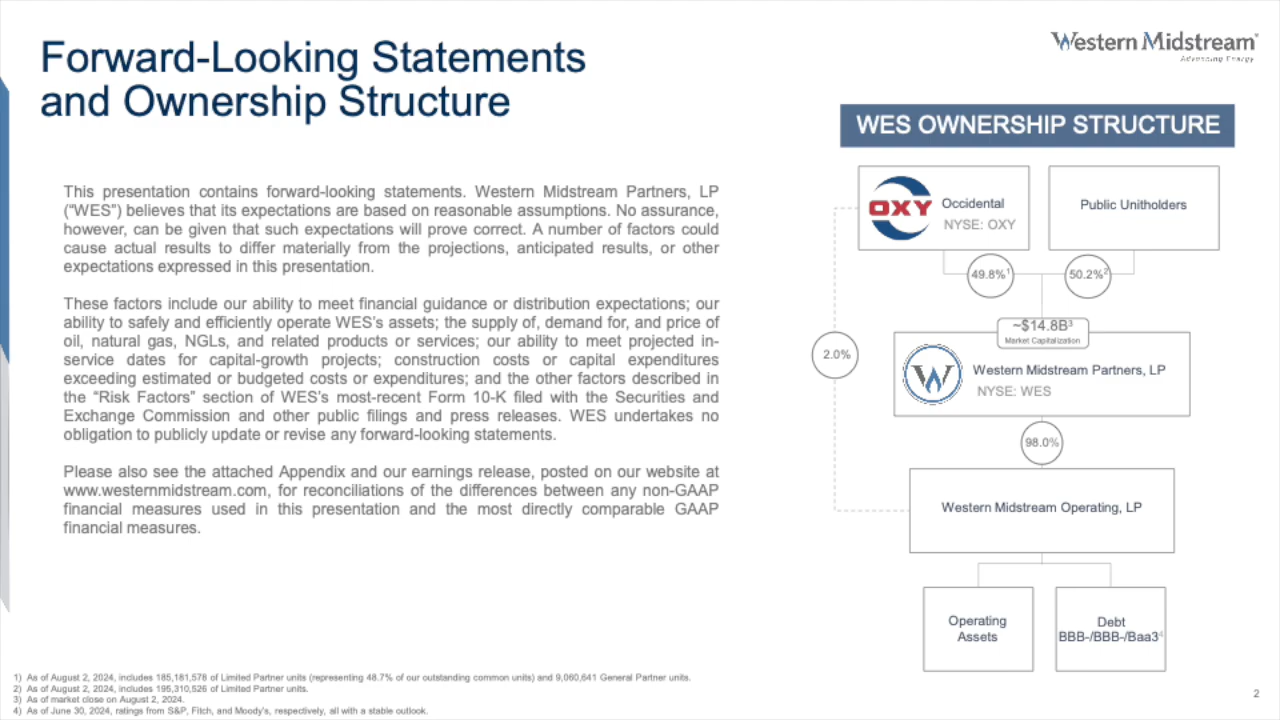 Forward-Looking Statements
and Ownership Structure
Western Midstream
Advancing Energy
WES OWNERSHIP STRUCTURE
This presentation contains forward-looking statements. Western Midstream Partners, LP
(“WES”) believes that its expectations are based on reasonable assumptions. No assurance,
however, can be given that such expectations will prove correct. A number of factors could
cause actual results to differ materially from the projections, anticipated results, or other
expectations expressed in this presentation.
These factors include our ability to meet financial guidance or distribution expectations; our
ability to safely and efficiently operate WES’s assets; the supply of, demand for, and price of
oil, natural gas, NGLs, and related products or services; our ability to meet projected in-
service dates for capital-growth projects; construction costs or capital expenditures
exceeding estimated or budgeted costs or expenditures; and the other factors described in
the “Risk Factors” section of WES’s most-recent Form 10-K filed with the Securities and
Exchange Commission and other public filings and press releases. WES undertakes no
obligation to publicly update or revise any forward-looking statements.
Please also see the attached Appendix and our earnings release, posted on our website at
www.westernmidstream.com, for reconciliations of the differences between any non-GAAP
financial measures used in this presentation and the most directly comparable GAAP
financial measures.
OXY
Occidental
NYSE: OXY
Public Unitholders
49.8%¹
50.2%²
~$14.8B³
Market Capitalization
2.0%
Western Midstream Partners, LP
NYSE: WES
98.0%
Western Midstream Operating, LP
Operating
Assets
Debt
BBB-/BBB-/Baa3⁴
1) As of August 2, 2024, includes 185,181,578 of Limited Partner units (representing 48.7% of our outstanding common units) and 9,060,641 General Partner units.
2) As of August 2, 2024, includes 195,310,526 of Limited Partner units.
3) As of market close on August 2, 2024.
4) As of June 30, 2024, ratings from S&P, Fitch, and Moody's, respectively, all with a stable outlook.
2